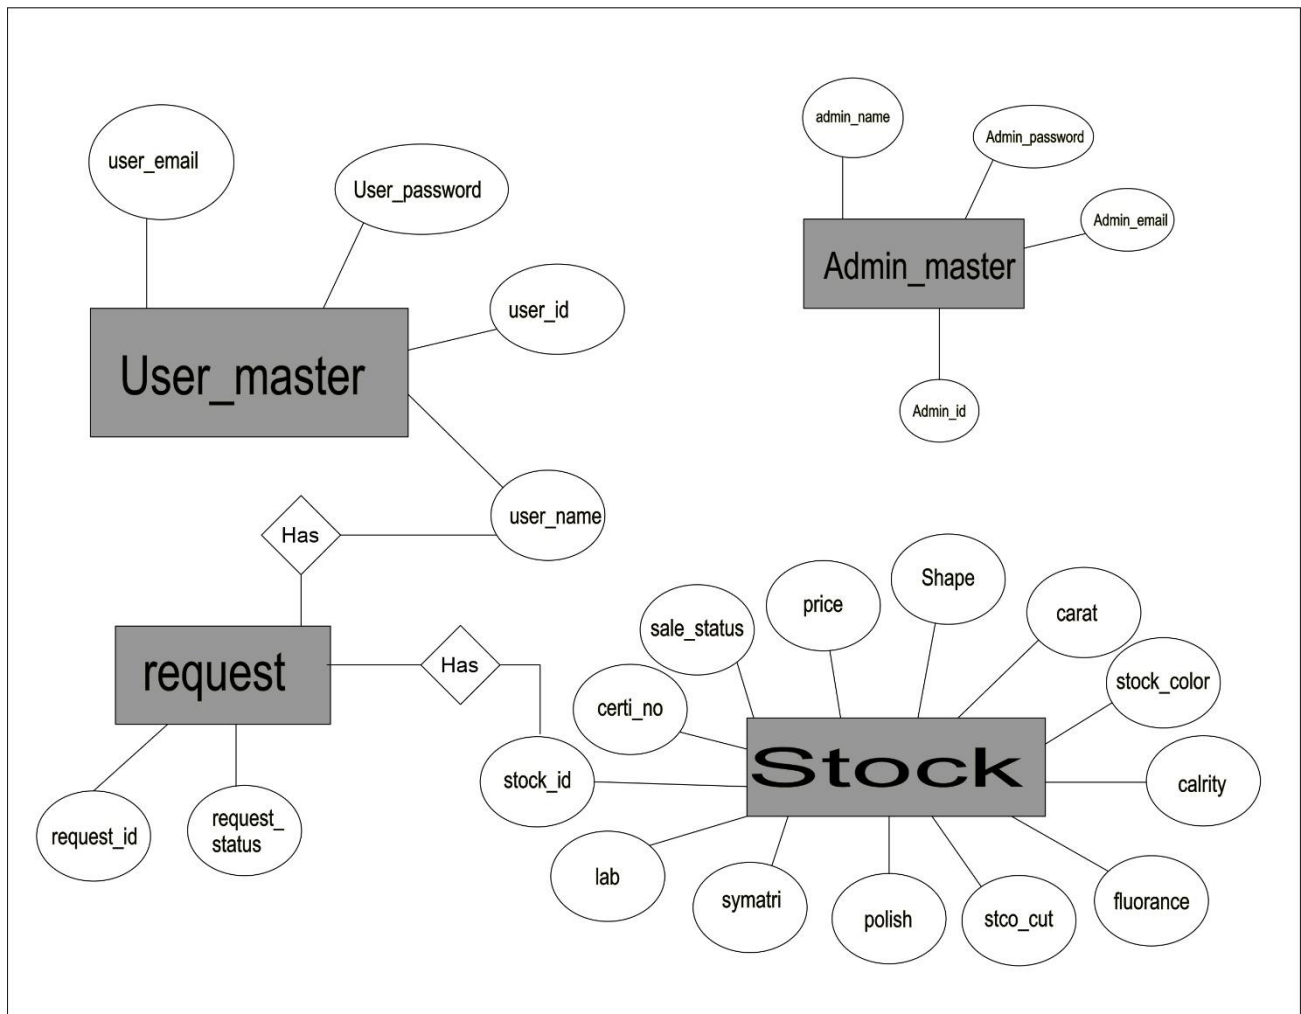 admin_name
Admin_password
user_email
User_password
Admin_email
Admin_master
user_id
User_master
Admin_id
user_name
Has
Shape
price
carat
sale_status
request
Has
stock_color
certi_no
Stock
stock_id
calrity
request_id
request_
status
lab
symatri
polish
stco_cut
fluorance